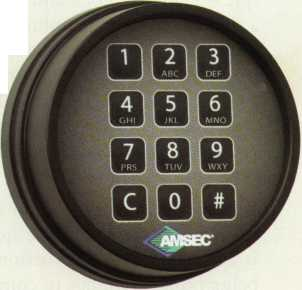 1 2 3
ABC DEF
4 5 6
GHI JKL MNO
7 8 9
PRS TUV WXY
C 0 #
AMSEC